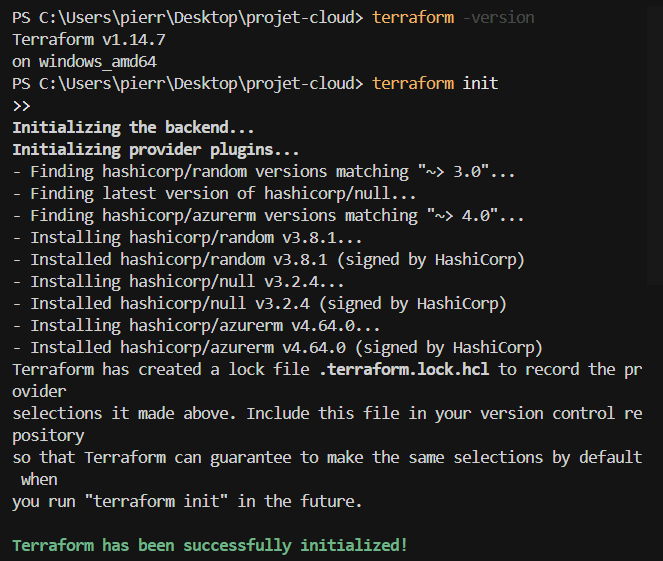 PS C:\Users\pierr\Desktop\projet-cloud> terraform -version
Terraform v1.14.7
on windows_amd64
PS C:\Users\pierr\Desktop\projet-cloud> terraform init
>>
Initializing the backend...
Initializing provider plugins...
- Finding hashicorp/random versions matching "~> 3.0"...
- Finding latest version of hashicorp/null...
- Finding hashicorp/azurerm versions matching "~> 4.0"...
- Installing hashicorp/random v3.8.1...
- Installed hashicorp/random v3.8.1 (signed by HashiCorp)
- Installing hashicorp/null v3.2.4...
- Installed hashicorp/null v3.2.4 (signed by HashiCorp)
- Installing hashicorp/azurerm v4.64.0...
- Installed hashicorp/azurerm v4.64.0 (signed by HashiCorp)
Terraform has created a lock file .terraform.lock.hcl to record the pr
ovider
selections it made above. Include this file in your version control re
pository
so that Terraform can guarantee to make the same selections by default
 when
you run "terraform init" in the future.

Terraform has been successfully initialized!